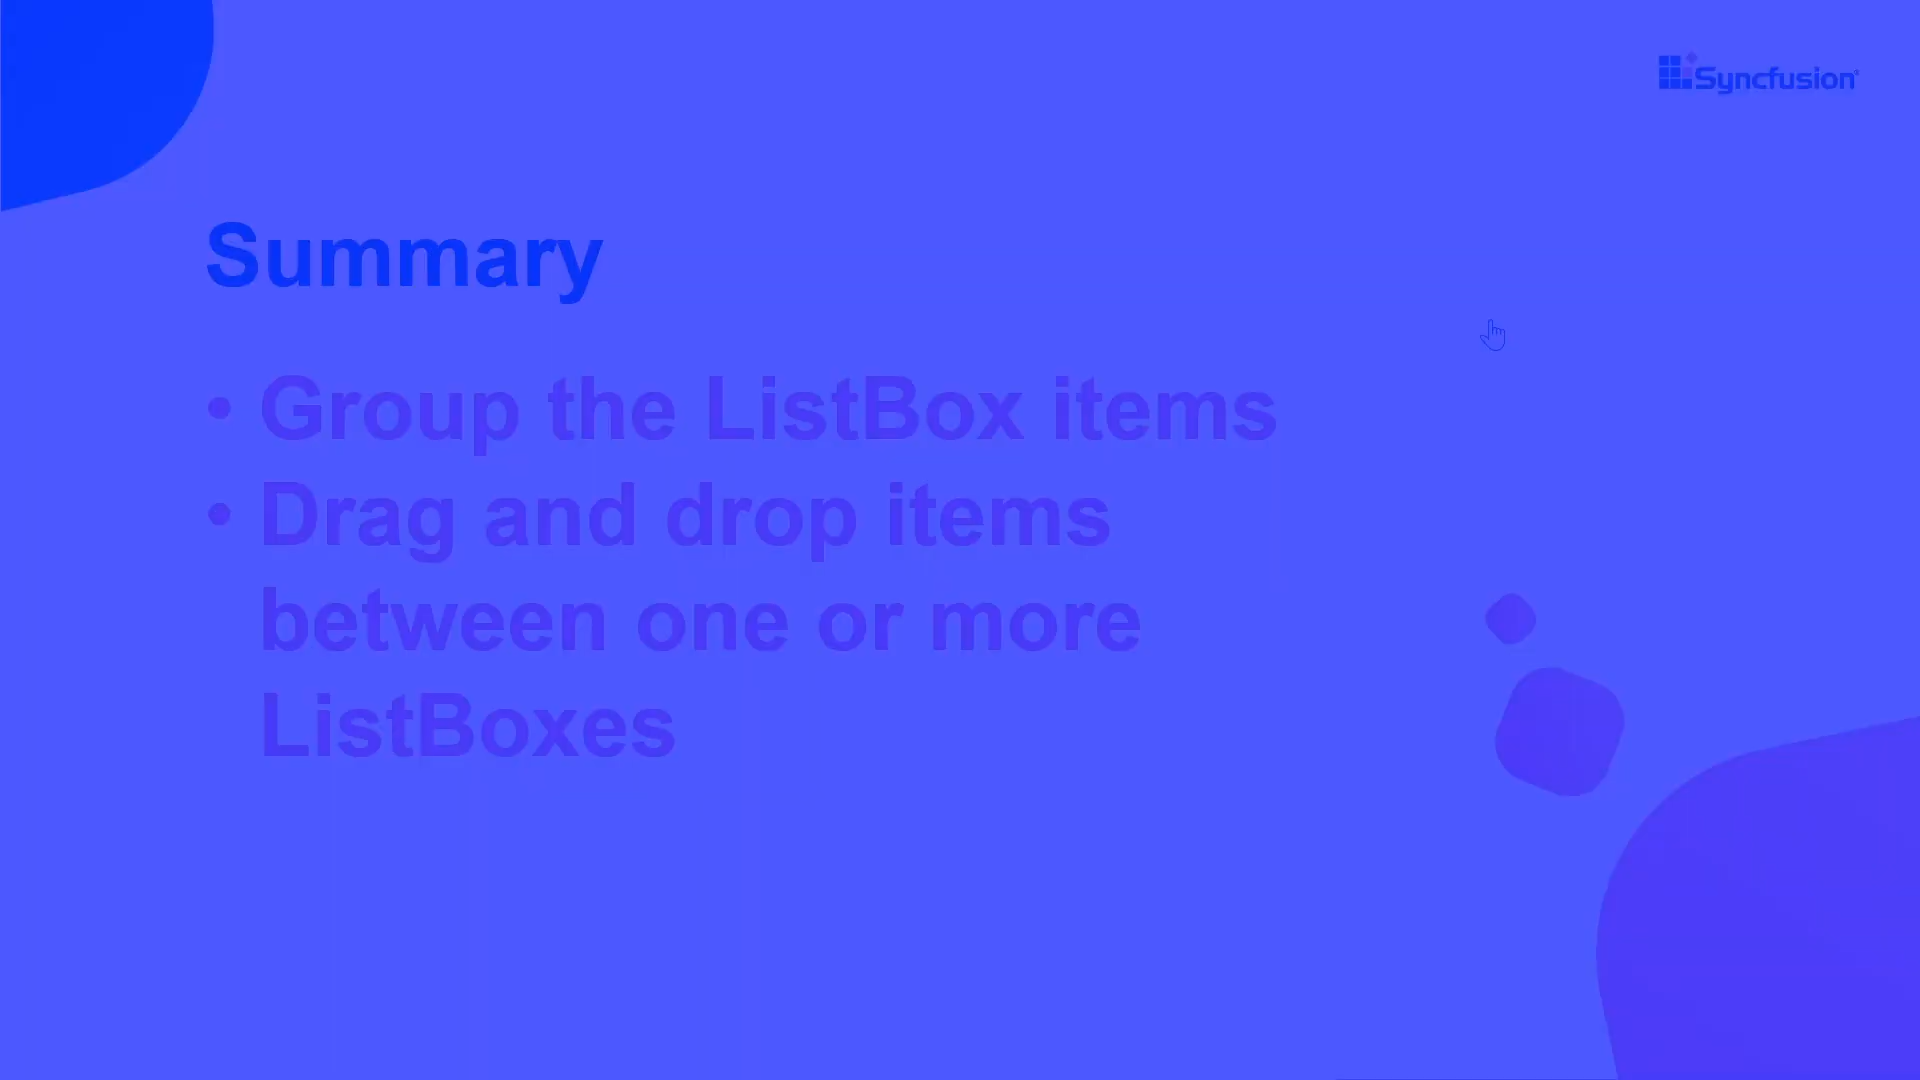 Syncfusion®
Summary
• Group the ListBox items
• Drag and drop items
between one or more
ListBoxes